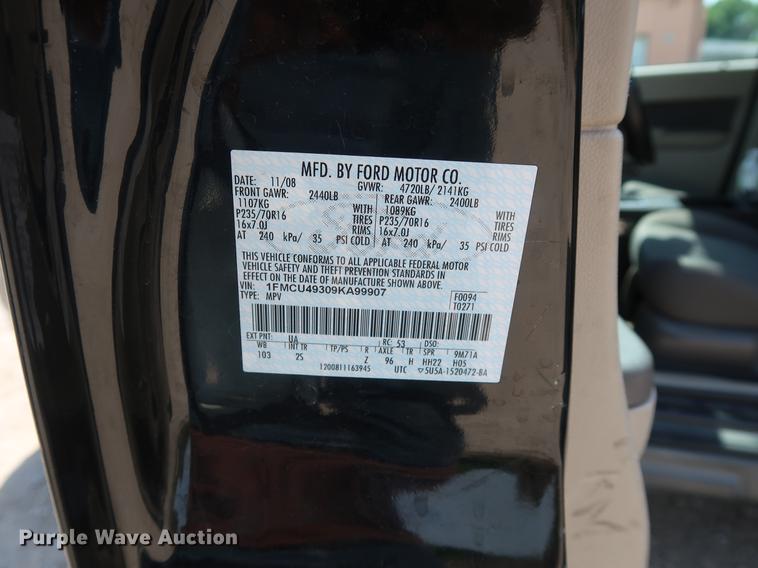 MFD. BY FORD MOTOR CO.
11/08 GVWR: 4720LB/ 2141KG
FRONT GAWR: 2440LB REAR GAWR: 2400LB
1107KG WITH 1089KG WITH
P235/70R16 TIRES P235/70R16 TIRES
16x7.0J RIMS 16x7.0J RIMS
AT 240 kPa/ 35 PSI COLD AT 240 kPa/ 35 PSI COLD
THIS VEHICLE CONFORMS TO ALL APPLICABLE FEDERAL MOTOR
VEHICLE SAFETY AND THEFT PREVENTION STANDARDS IN
EFFECT ON THE DATE OF MANUFACTURE SHOWN ABOVE.
VIN: 1FMCU49309KA99907 F0094
TYPE: MPV T0271
EXT PNT: UA RC: 53 DSO:
WB INT TR TP/PS R AXLE TR SPR 9M71A
103 2S Z 96 H HH22 H05
1200811163945 UTC ▽5U5A-1520472-BA
Purple Wave Auction